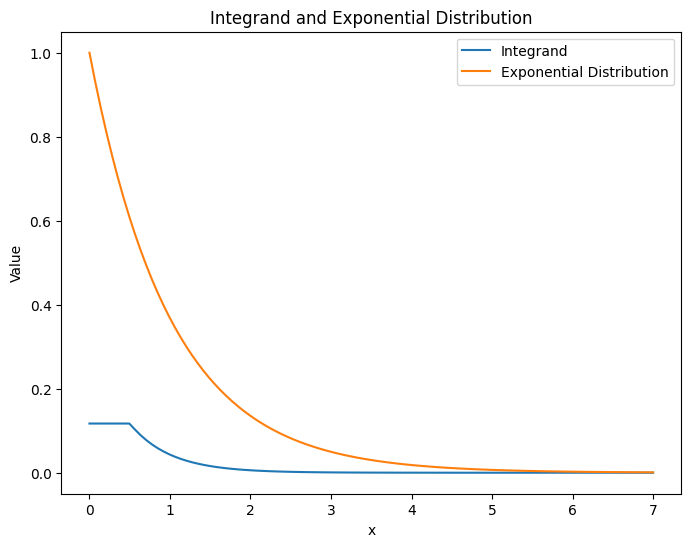 Integrand and Exponential Distribution
Integrand
Exponential Distribution
Value
1.0
0.8
0.6
0.4
0.2
0.0
0 1 2 3 4 5 6 7
x